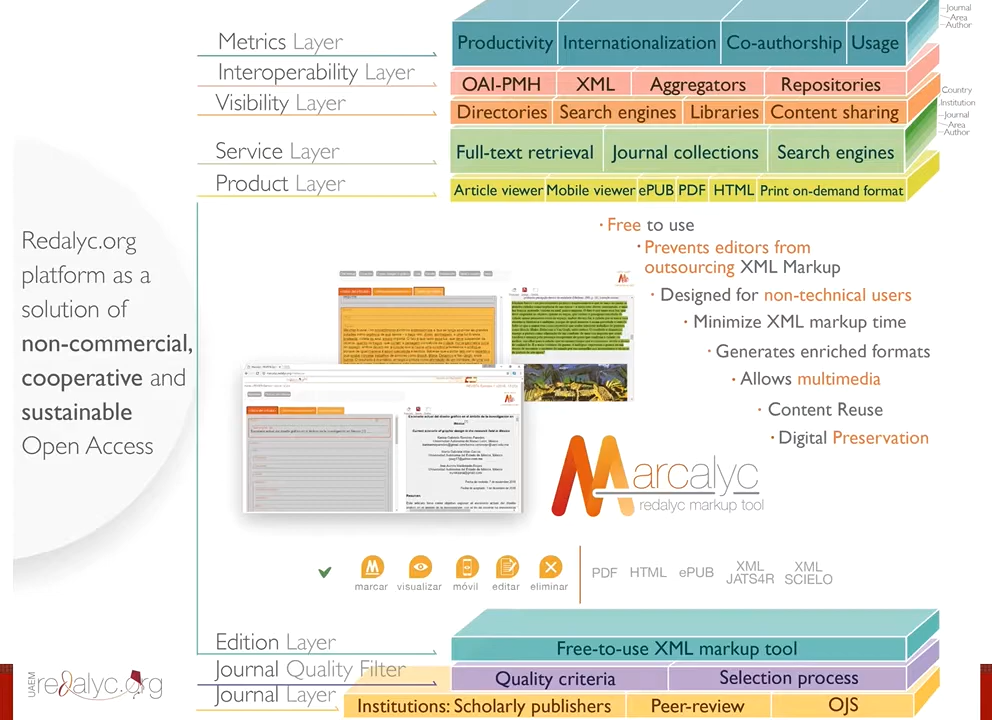 Metrics Layer
Productivity Internationalization Co-authorship Usage
Journal
Area
Author
Interoperability Layer
OAI-PMH XML Aggregators Repositories
Visibility Layer
Directories Search engines Libraries Content sharing
Country
Institution
Journal
Area
Author
Service Layer
Full-text retrieval Journal collections Search engines
Product Layer
Article viewer Mobile viewer ePUB PDF HTML Print on-demand format
Redalyc.org
platform as a
solution of
non-commercial,
cooperative and
sustainable
Open Access
· Free to use
· Prevents editors from
outsourcing XML Markup
· Designed for non-technical users
· Minimize XML markup time
· Generates enriched formats
· Allows multimedia
· Content Reuse
· Digital Preservation
Marcalyc
redalyc markup tool
marcar visualizar móvil editar eliminar
PDF HTML ePUB XML JATS4R XML SCIELO
Edition Layer
Free-to-use XML markup tool
Journal Quality Filter
Quality criteria Selection process
Journal Layer
Institutions: Scholarly publishers Peer-review OJS
UAEM redalyc.org